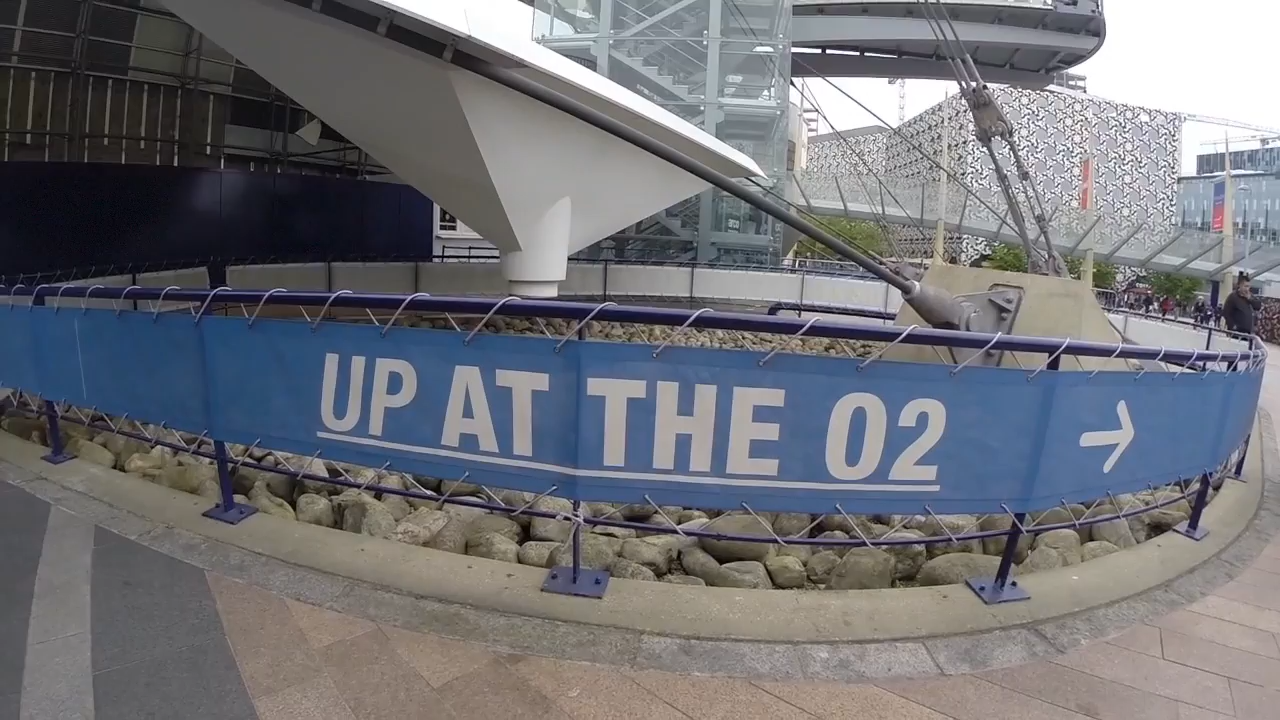 UP AT THE O2 →